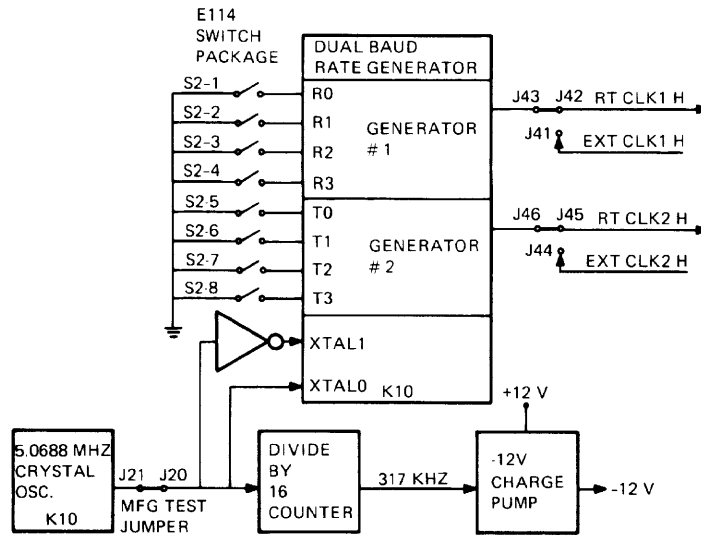 E114
SWITCH
PACKAGE
DUAL BAUD
RATE GENERATOR
S2-1
R0
S2-2
R1
S2-3
R2
S2-4
R3
GENERATOR
# 1
J43 J42 RT CLK1 H
J41 EXT CLK1 H
S2-5
T0
S2-6
T1
S2-7
T2
S2-8
T3
GENERATOR
# 2
J46 J45 RT CLK2 H
J44 EXT CLK2 H
XTAL1
XTAL0
K10
+12 V
5.0688 MHZ
CRYSTAL
OSC.
K10
J21 J20
MFG TEST
JUMPER
DIVIDE
BY
16
COUNTER
317 KHZ
-12V
CHARGE
PUMP
-12 V